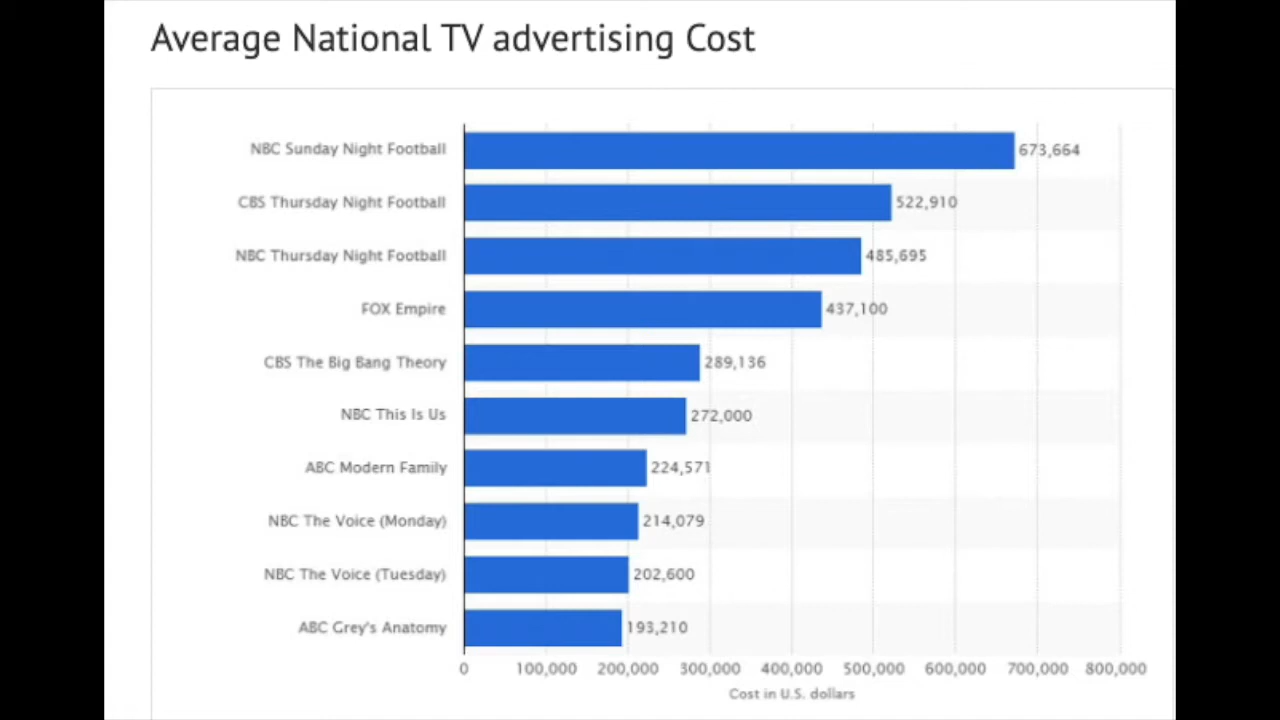 Average National TV advertising Cost
NBC Sunday Night Football 673,664
CBS Thursday Night Football 522,910
NBC Thursday Night Football 485,695
FOX Empire 437,100
CBS The Big Bang Theory 289,136
NBC This Is Us 272,000
ABC Modern Family 224,571
NBC The Voice (Monday) 214,079
NBC The Voice (Tuesday) 202,600
ABC Grey's Anatomy 193,210
0 100,000 200,000 300,000 400,000 500,000 600,000 700,000 800,000
Cost in U.S. dollars